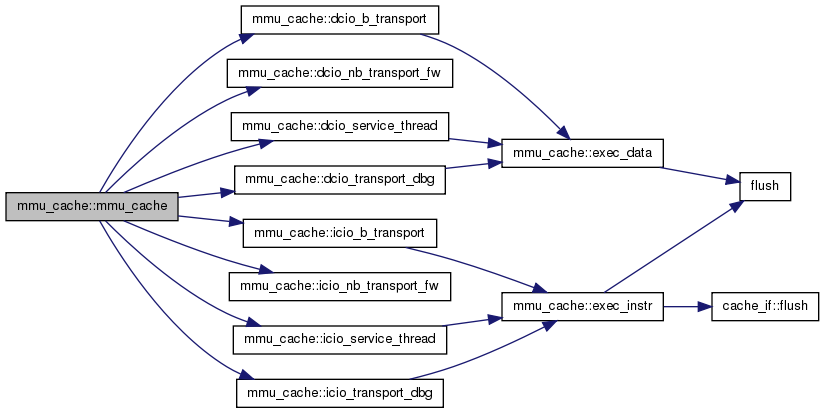 mmu_cache::dcio_b_transport
mmu_cache::dcio_nb_transport_fw
mmu_cache::dcio_service_thread
mmu_cache::exec_data
mmu_cache::dcio_transport_dbg
flush
mmu_cache::mmu_cache
mmu_cache::icio_b_transport
mmu_cache::icio_nb_transport_fw
mmu_cache::exec_instr
cache_if::flush
mmu_cache::icio_service_thread
mmu_cache::icio_transport_dbg